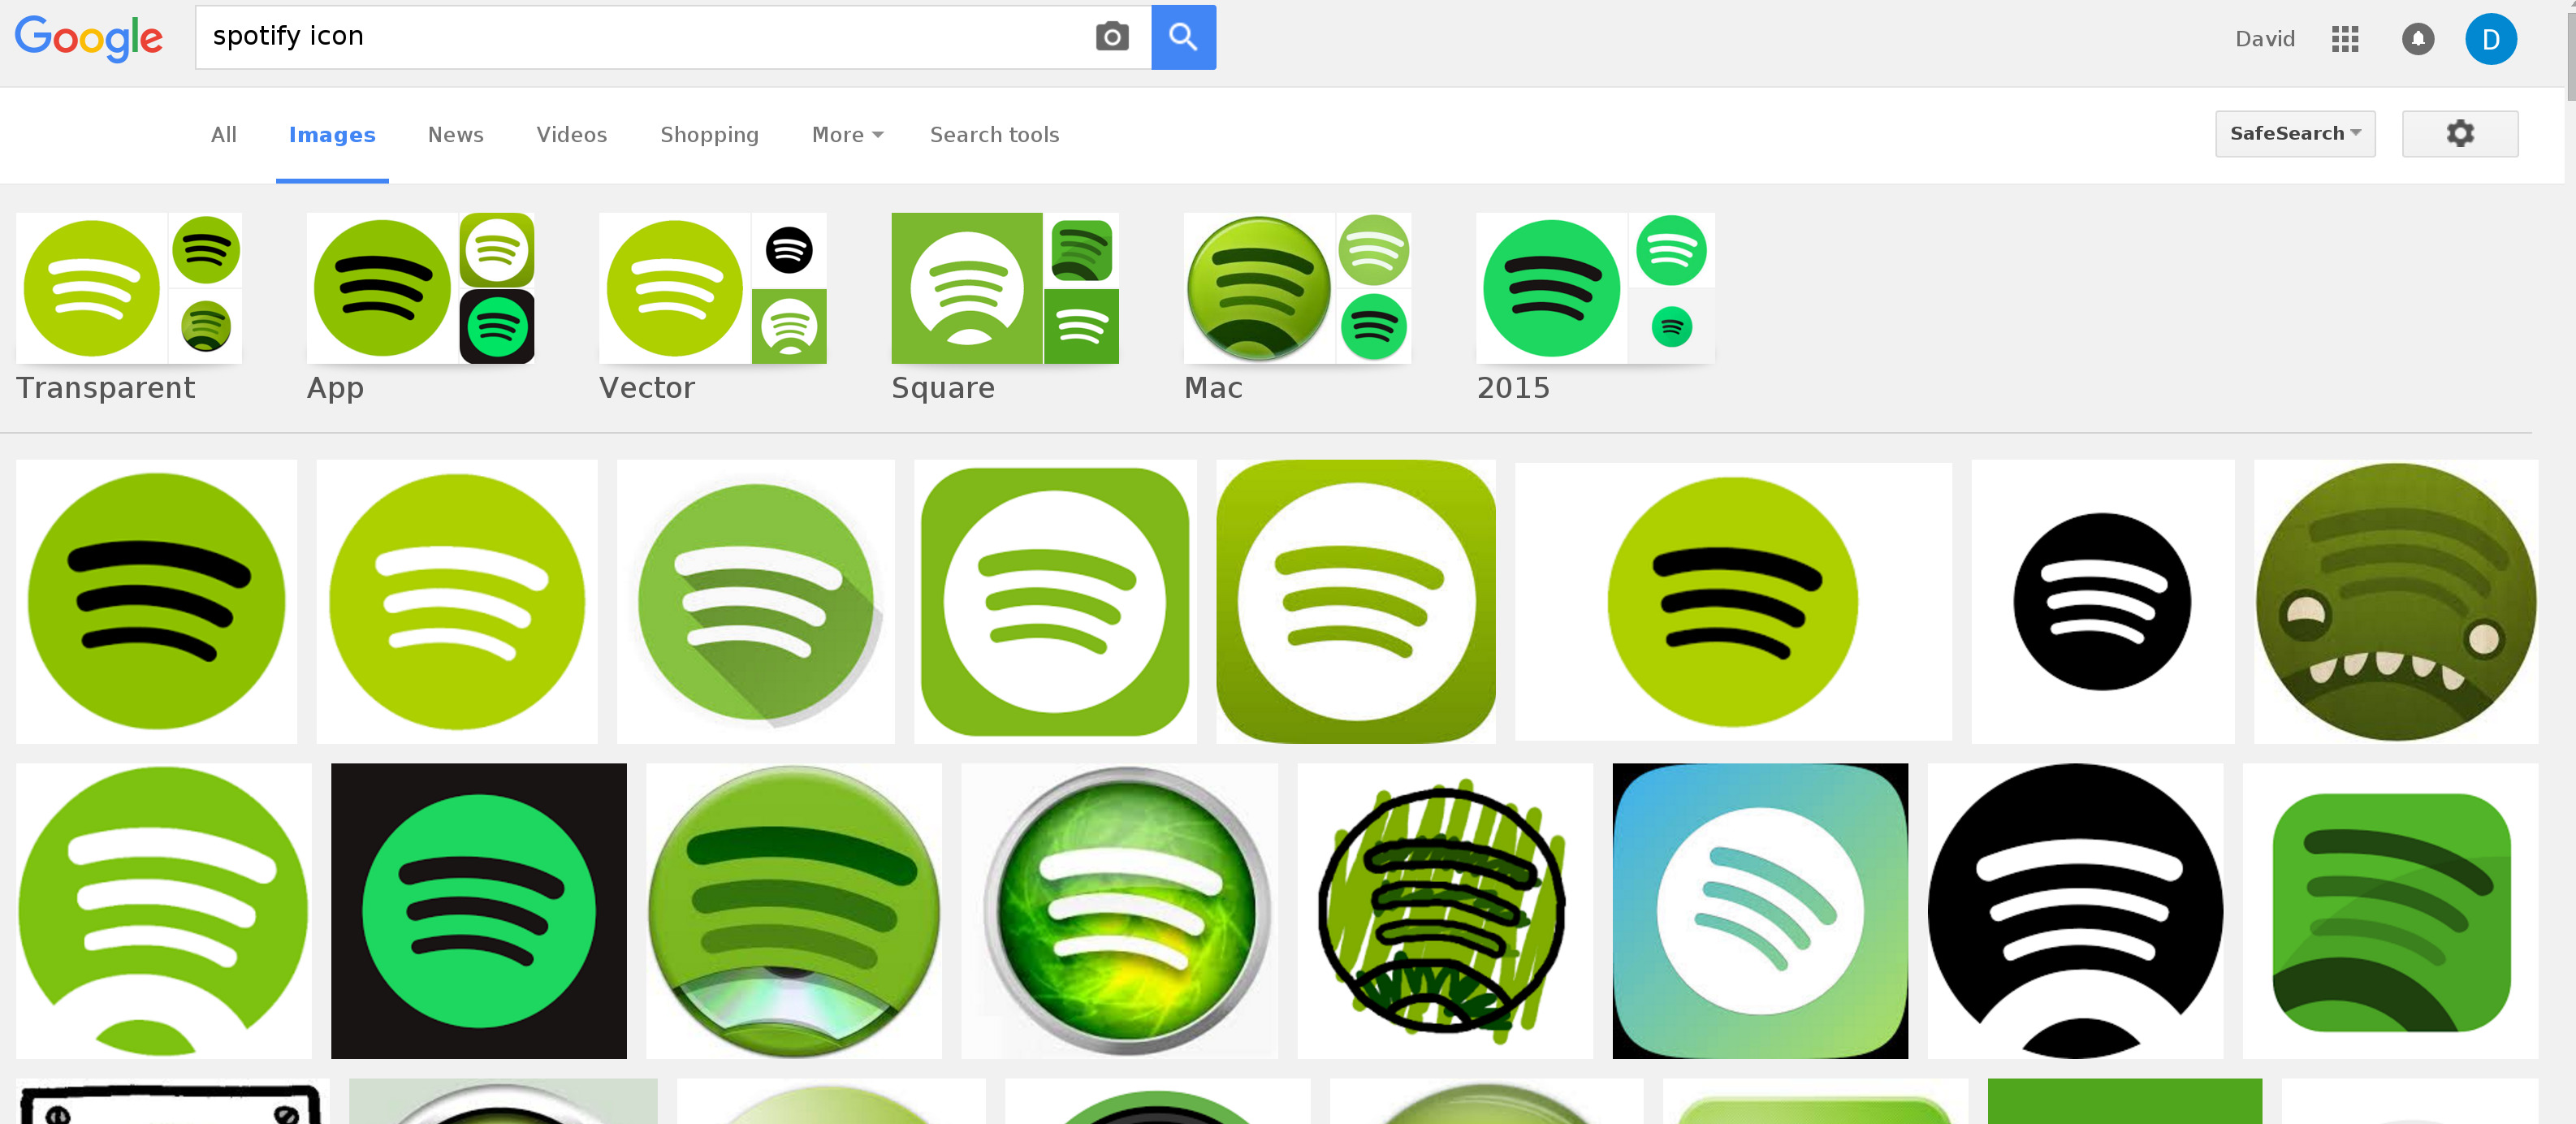 Google
spotify icon
David
D
All Images News Videos Shopping More Search tools
SafeSearch
Transparent App Vector Square Mac 2015